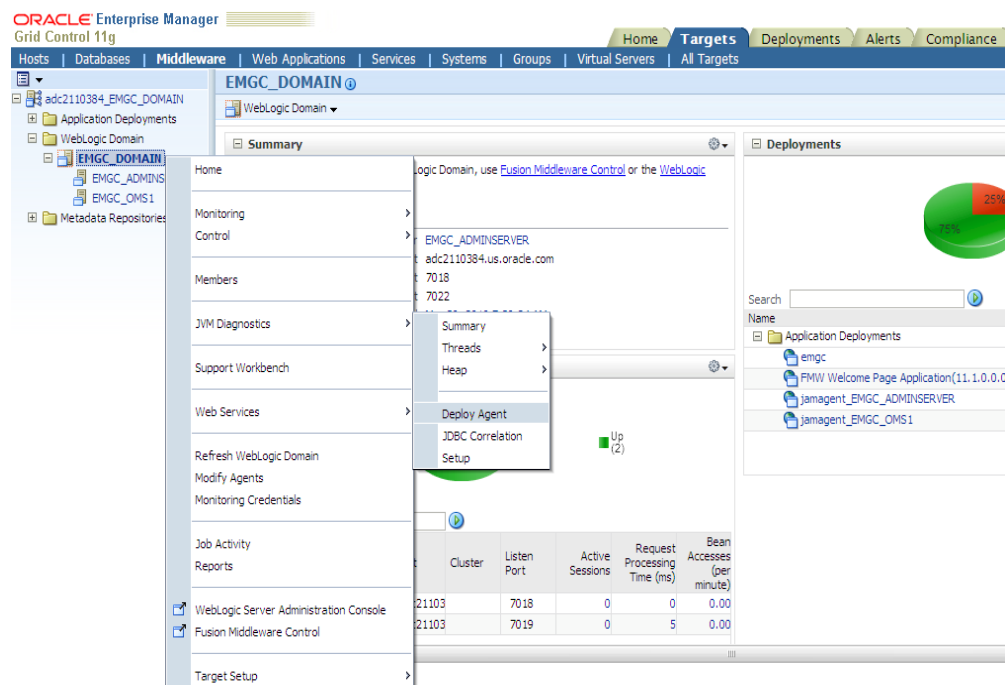 ORACLE Enterprise Manager
Grid Control 11g
Home
Targets
Deployments
Alerts
Compliance
Hosts | Databases | Middleware | Web Applications | Services | Systems | Groups | Virtual Servers | All Targets
adc2110384_EMGC_DOMAIN
Application Deployments
WebLogic Domain
EMGC_DOMAIN
EMGC_ADMINS
EMGC_OMS1
Metadata Repositories
EMGC_DOMAIN
WebLogic Domain
Summary
Logic Domain, use Fusion Middleware Control or the WebLogic
EMGC_ADMINSERVER
adc2110384.us.oracle.com
7018
7022
Home
Monitoring
Control
Members
JVM Diagnostics
Support Workbench
Web Services
Refresh WebLogic Domain
Modify Agents
Monitoring Credentials
Job Activity
Reports
WebLogic Server Administration Console
Fusion Middleware Control
Target Setup
Summary
Threads
Heap
Deploy Agent
JDBC Correlation
Setup
Up
(2)
Cluster
Listen
Port
Active
Sessions
Request
Processing
Time (ms)
Bean
Accesses
(per
minute)
21103 7018 0 0 0.00
21103 7019 0 5 0.00
Deployments
25%
75%
Search
Name
Application Deployments
emgc
FMW Welcome Page Application(11.1.0.0.0
jamagent_EMGC_ADMINSERVER
jamagent_EMGC_OMS1